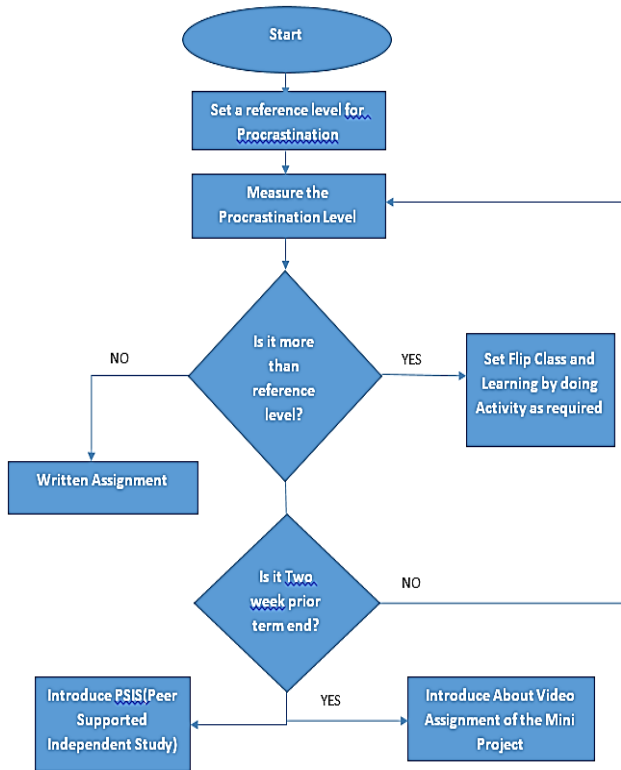 Start
Set a reference level for
Procrastination
Measure the
Procrastination Level
Is it more
than
reference
level?
NO
YES
Set Flip Class and
Learning by doing
Activity as required
Written Assignment
Is it Two
week prior
term end?
NO
YES
Introduce PSIS(Peer
Supported
Independent Study)
Introduce About Video
Assignment of the Mini
Project